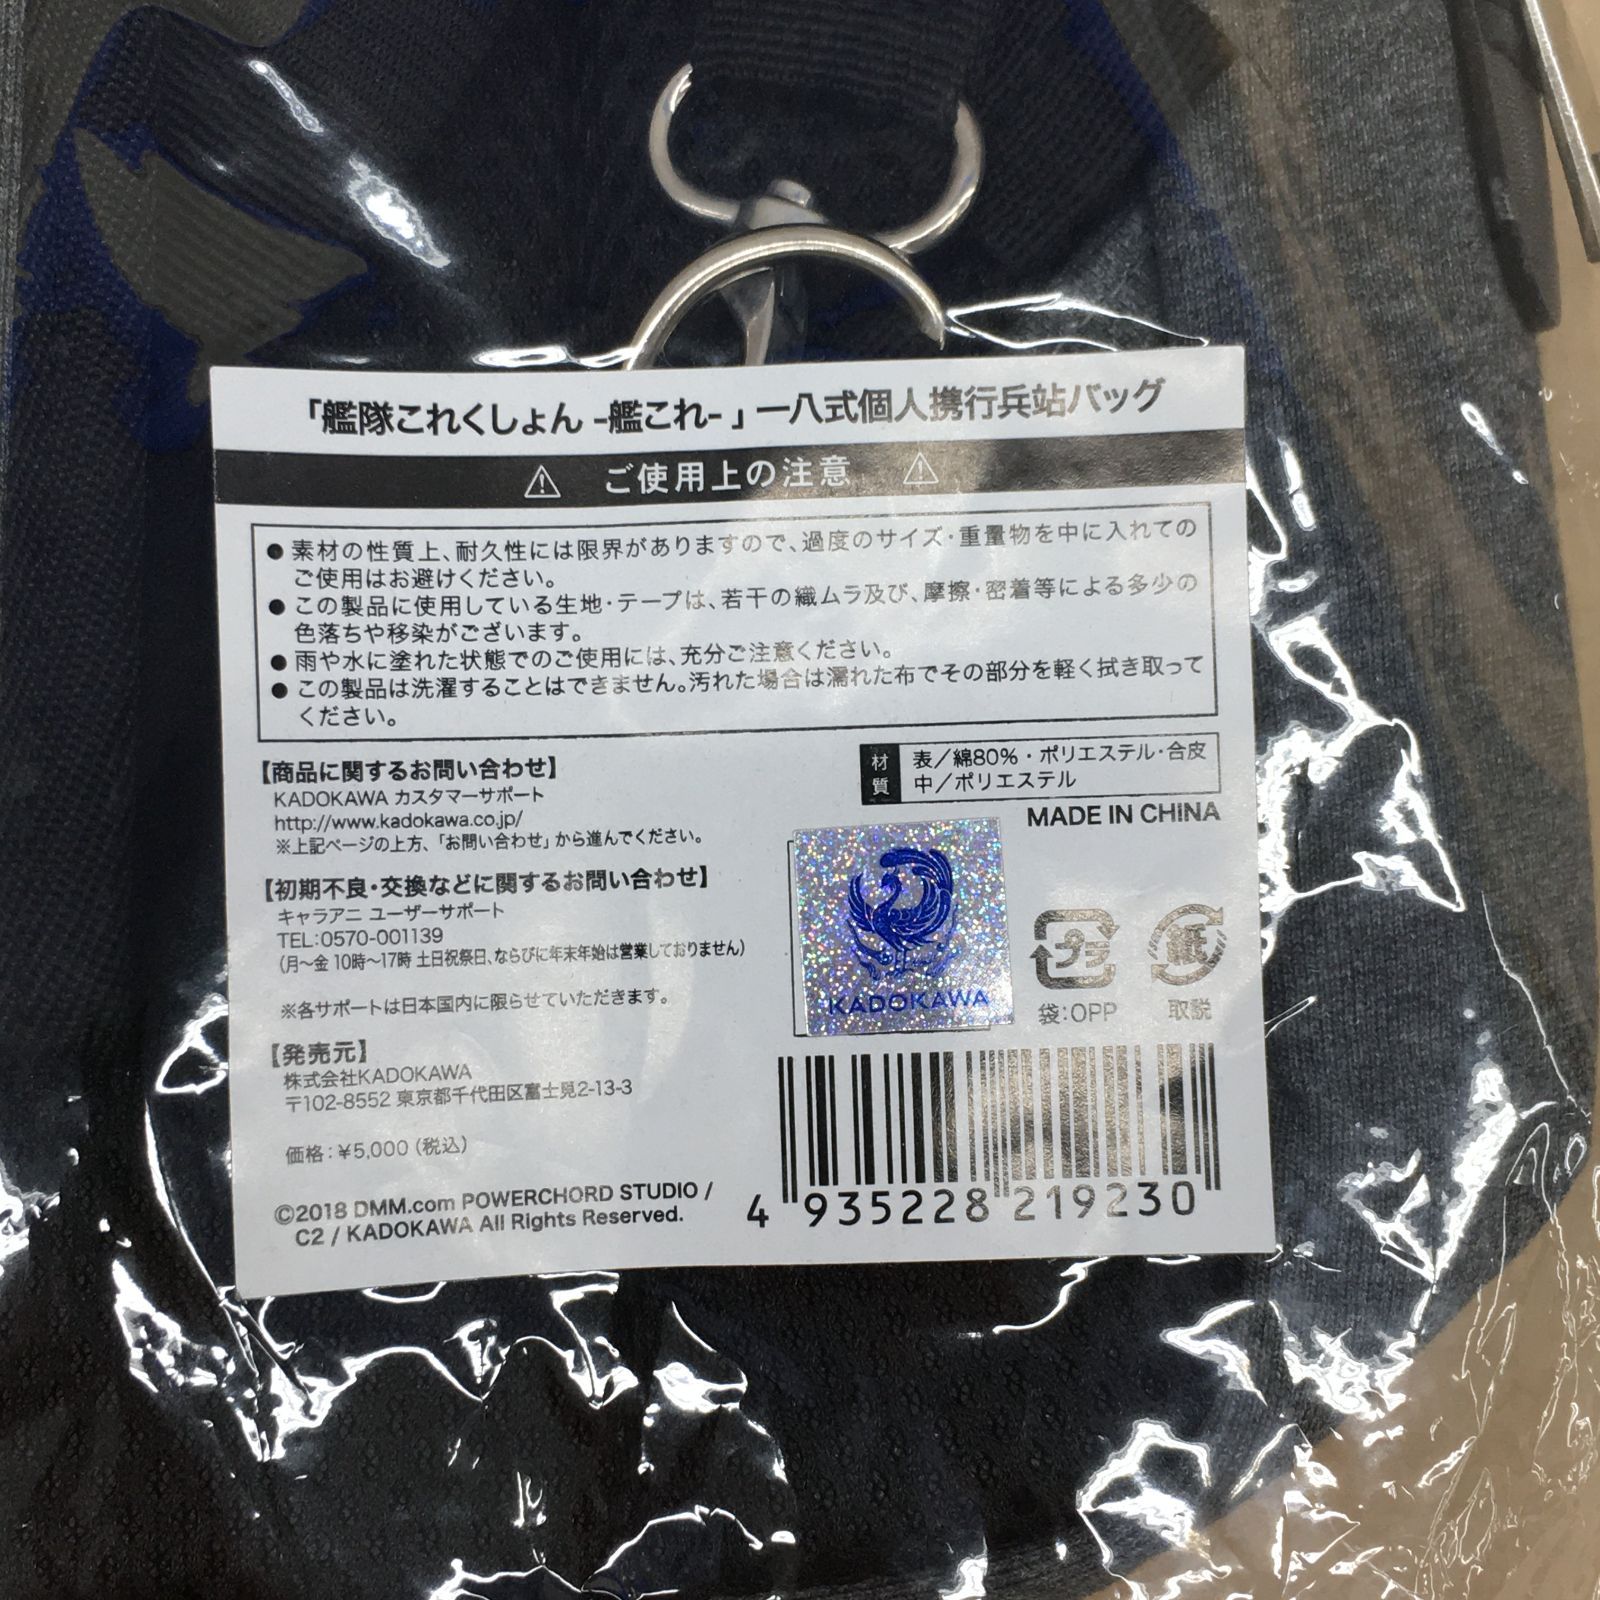 「艦隊これくしょん -艦これ- 」一八式個人携行兵站バッグ
ご使用上の注意
● 素材の性質上、耐久性には限界がありますので、過度のサイズ・重量物を中に入れての
ご使用はお避けください。
● この製品に使用している生地・テープは、若干の織ムラ及び、摩擦・密着等による多少の
色落ちや移染がございます。
● 雨や水に塗れた状態でのご使用には、充分ご注意ください。
● この製品は洗濯することはできません。汚れた場合は濡れた布でその部分を軽く拭き取って
ください。
材質
表／綿80%・ポリエステル・合皮
中／ポリエステル
MADE IN CHINA
【商品に関するお問い合わせ】
KADOKAWA カスタマーサポート
http://www.kadokawa.co.jp/
※上記ページの上方、「お問い合わせ」から進んでください。
【初期不良・交換などに関するお問い合わせ】
キャラアニ ユーザーサポート
TEL:0570-001139
(月〜金 10時〜17時 土日祝祭日、ならびに年末年始は営業しておりません)
※各サポートは日本国内に限らせていただきます。
【発売元】
株式会社KADOKAWA
〒102-8552 東京都千代田区富士見2-13-3
価格：¥5,000（税込）
©2018 DMM.com POWERCHORD STUDIO /
C2 / KADOKAWA All Rights Reserved.
KADOKAWA
プラ
袋:OPP
紙
取説
4 935228 219230